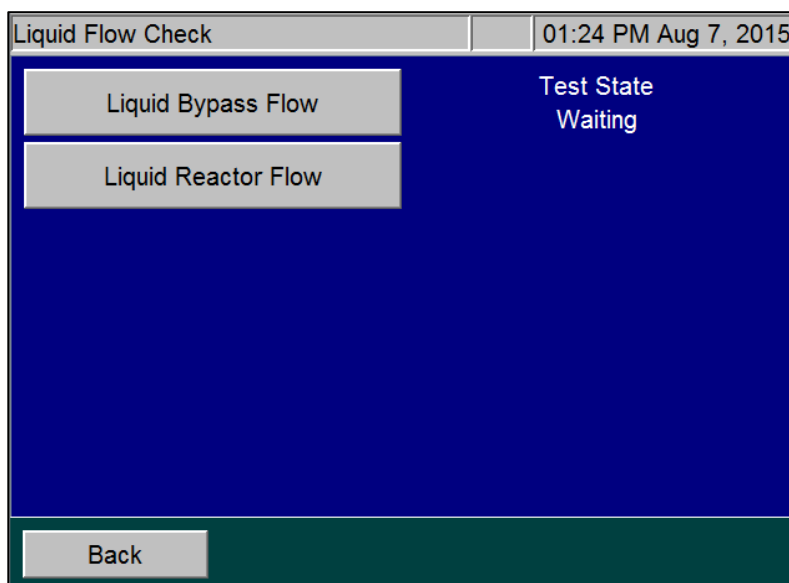 Liquid Flow Check
01:24 PM Aug 7, 2015
Liquid Bypass Flow
Test State
Waiting
Liquid Reactor Flow
Back